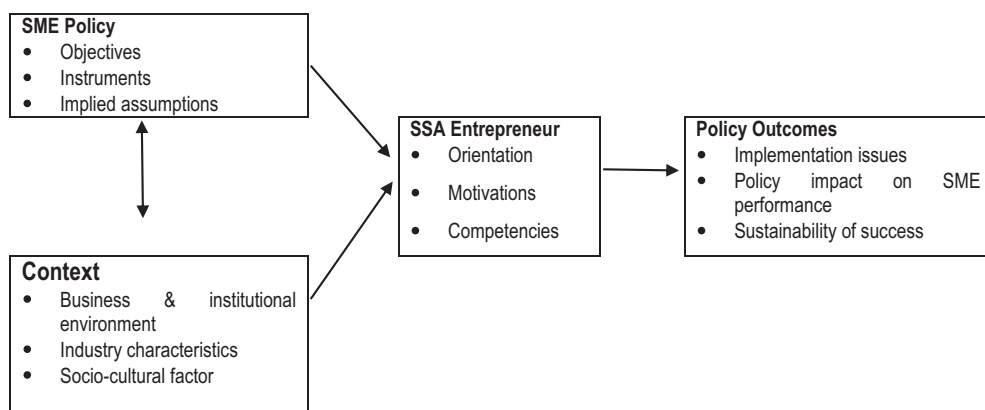 SME Policy
• Objectives
• Instruments
• Implied assumptions
Context
• Business & institutional
environment
• Industry characteristics
• Socio-cultural factor
SSA Entrepreneur
• Orientation
• Motivations
• Competencies
Policy Outcomes
• Implementation issues
• Policy impact on SME
performance
• Sustainability of success